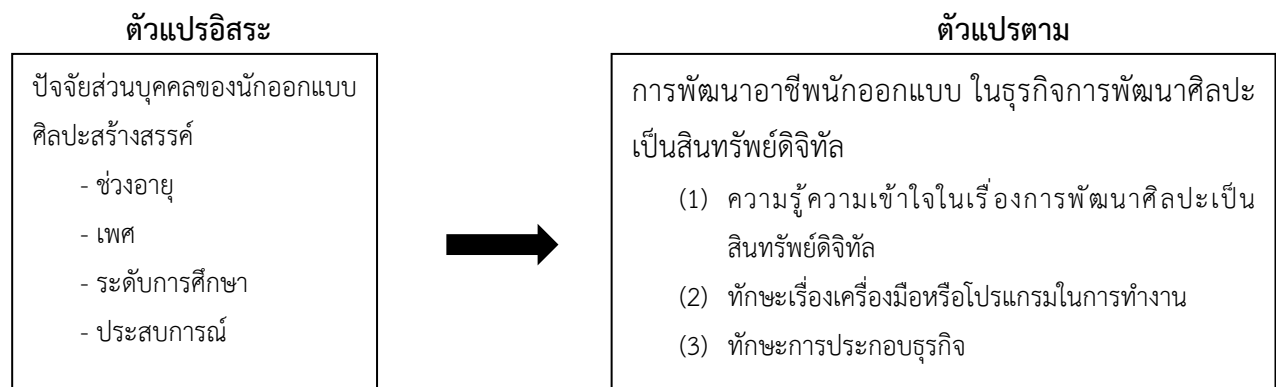 ตัวแปรอิสระ
ปัจจัยส่วนบุคคลของนักออกแบบ
ศิลปะสร้างสรรค์
- ช่วงอายุ
- เพศ
- ระดับการศึกษา
- ประสบการณ์
ตัวแปรตาม
การพัฒนาอาชีพนักออกแบบ ในธุรกิจการพัฒนาศิลปะ
เป็นสินทรัพย์ดิจิทัล
(1) ความรู้ความเข้าใจในเรื่องการพัฒนาศิลปะเป็น
สินทรัพย์ดิจิทัล
(2) ทักษะเรื่องเครื่องมือหรือโปรแกรมในการทำงาน
(3) ทักษะการประกอบธุรกิจ